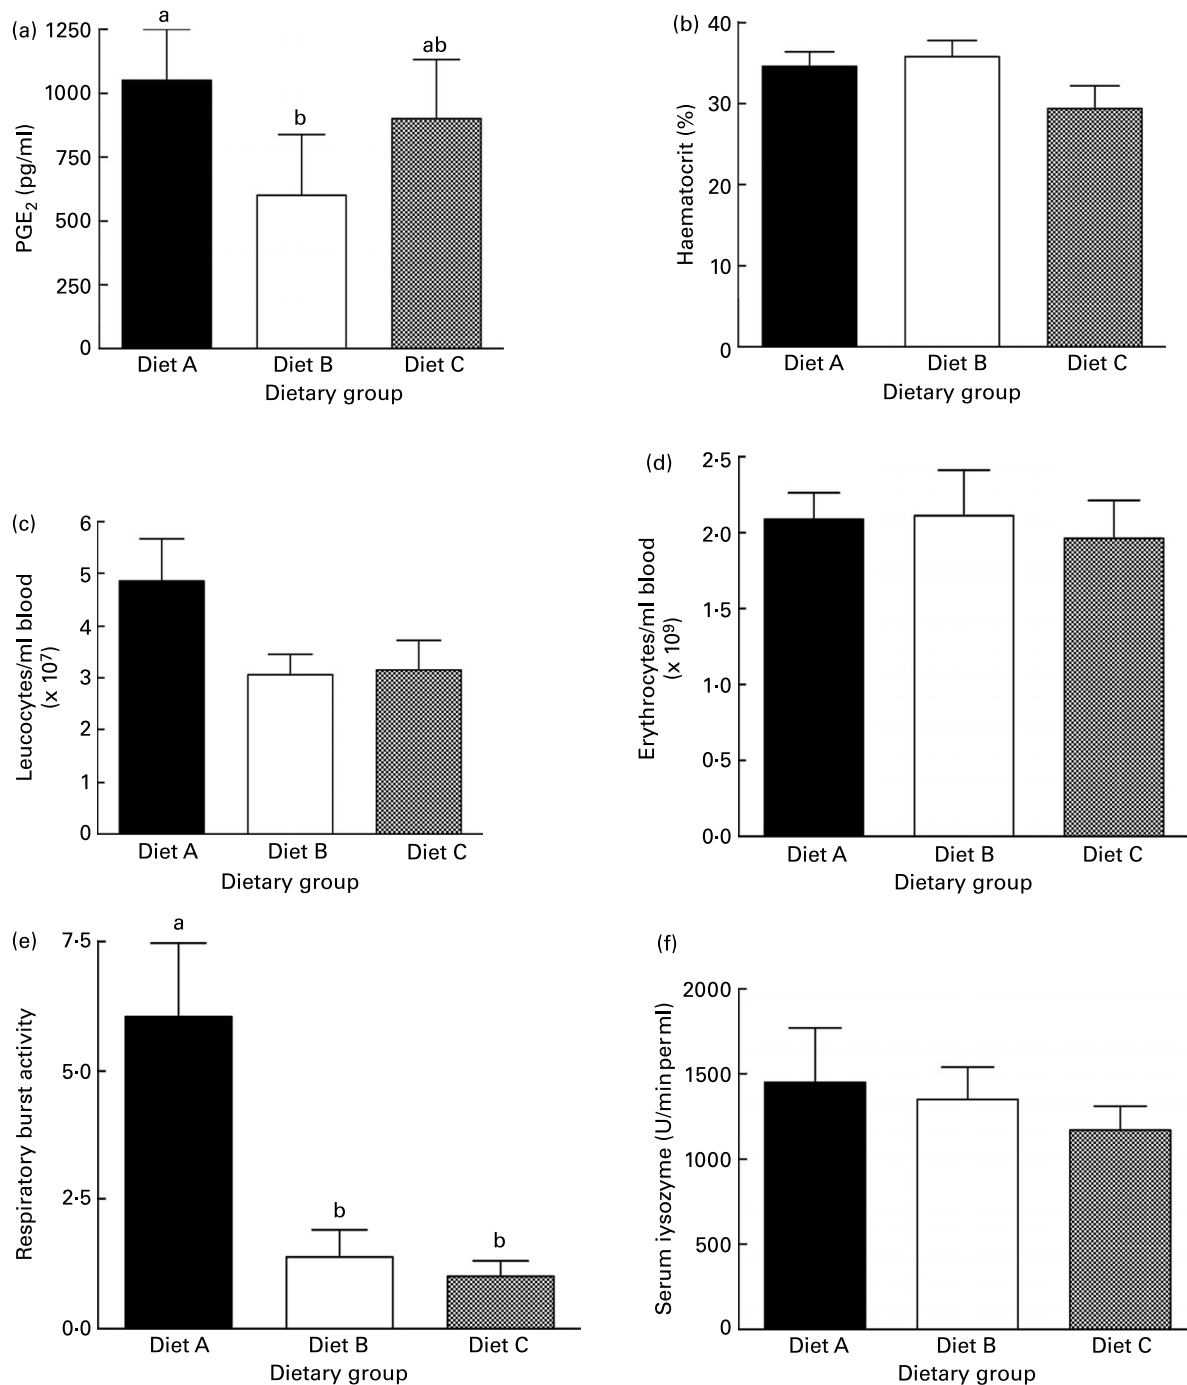 (a)
1250
1000
750
500
250
0
PGE₂ (pg/ml)
a
b
ab
Diet A Diet B Diet C
Dietary group
(b)
40
30
20
10
0
Haematocrit (%)
Diet A Diet B Diet C
Dietary group
(c)
6
5
4
3
2
1
0
Leucocytes/ml blood
(x 10⁷)
Diet A Diet B Diet C
Dietary group
(d)
2·5
2·0
1·5
1·0
0·5
0·0
Erythrocytes/ml blood
(x 10⁹)
Diet A Diet B Diet C
Dietary group
(e)
7·5
5·0
2·5
0·0
Respiratory burst activity
a
b
b
Diet A Diet B Diet C
Dietary group
(f)
2000
1500
1000
500
0
Serum iysozyme (U/minperml)
Diet A Diet B Diet C
Dietary group